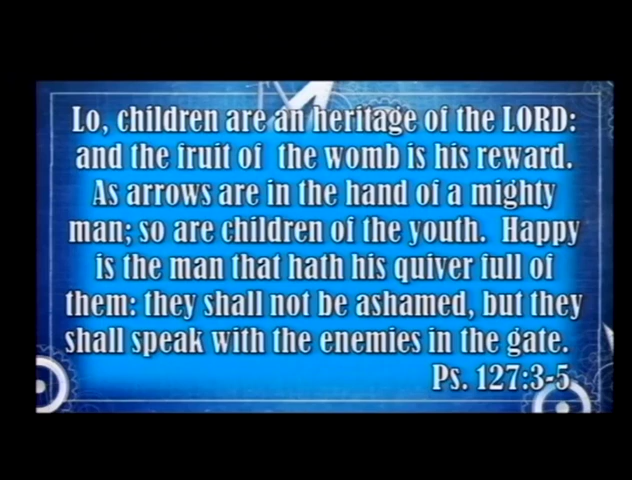 Lo, children are an heritage of the LORD:
and the fruit of the womb is his reward.
As arrows are in the hand of a mighty
man; so are children of the youth. Happy
is the man that hath his quiver full of
them: they shall not be ashamed, but they
shall speak with the enemies in the gate.
Ps. 127:3-5